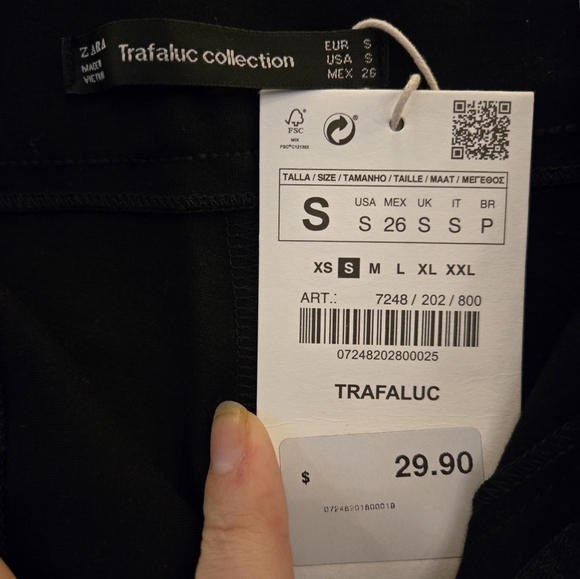 ZARA
MADE IN
Trafaluc collection
EUR S
USA S
MEX 26
FSC
MIX
TALLA / SIZE / TAMANHO / TAILLE / MAAT / ΜΕΓΕΘΟΣ
S
USA MEX UK IT BR
S 26 S S P
XS S M L XL XXL
ART.: 7248 / 202 / 800
07248202800025
TRAFALUC
$ 29.90
07248201800019